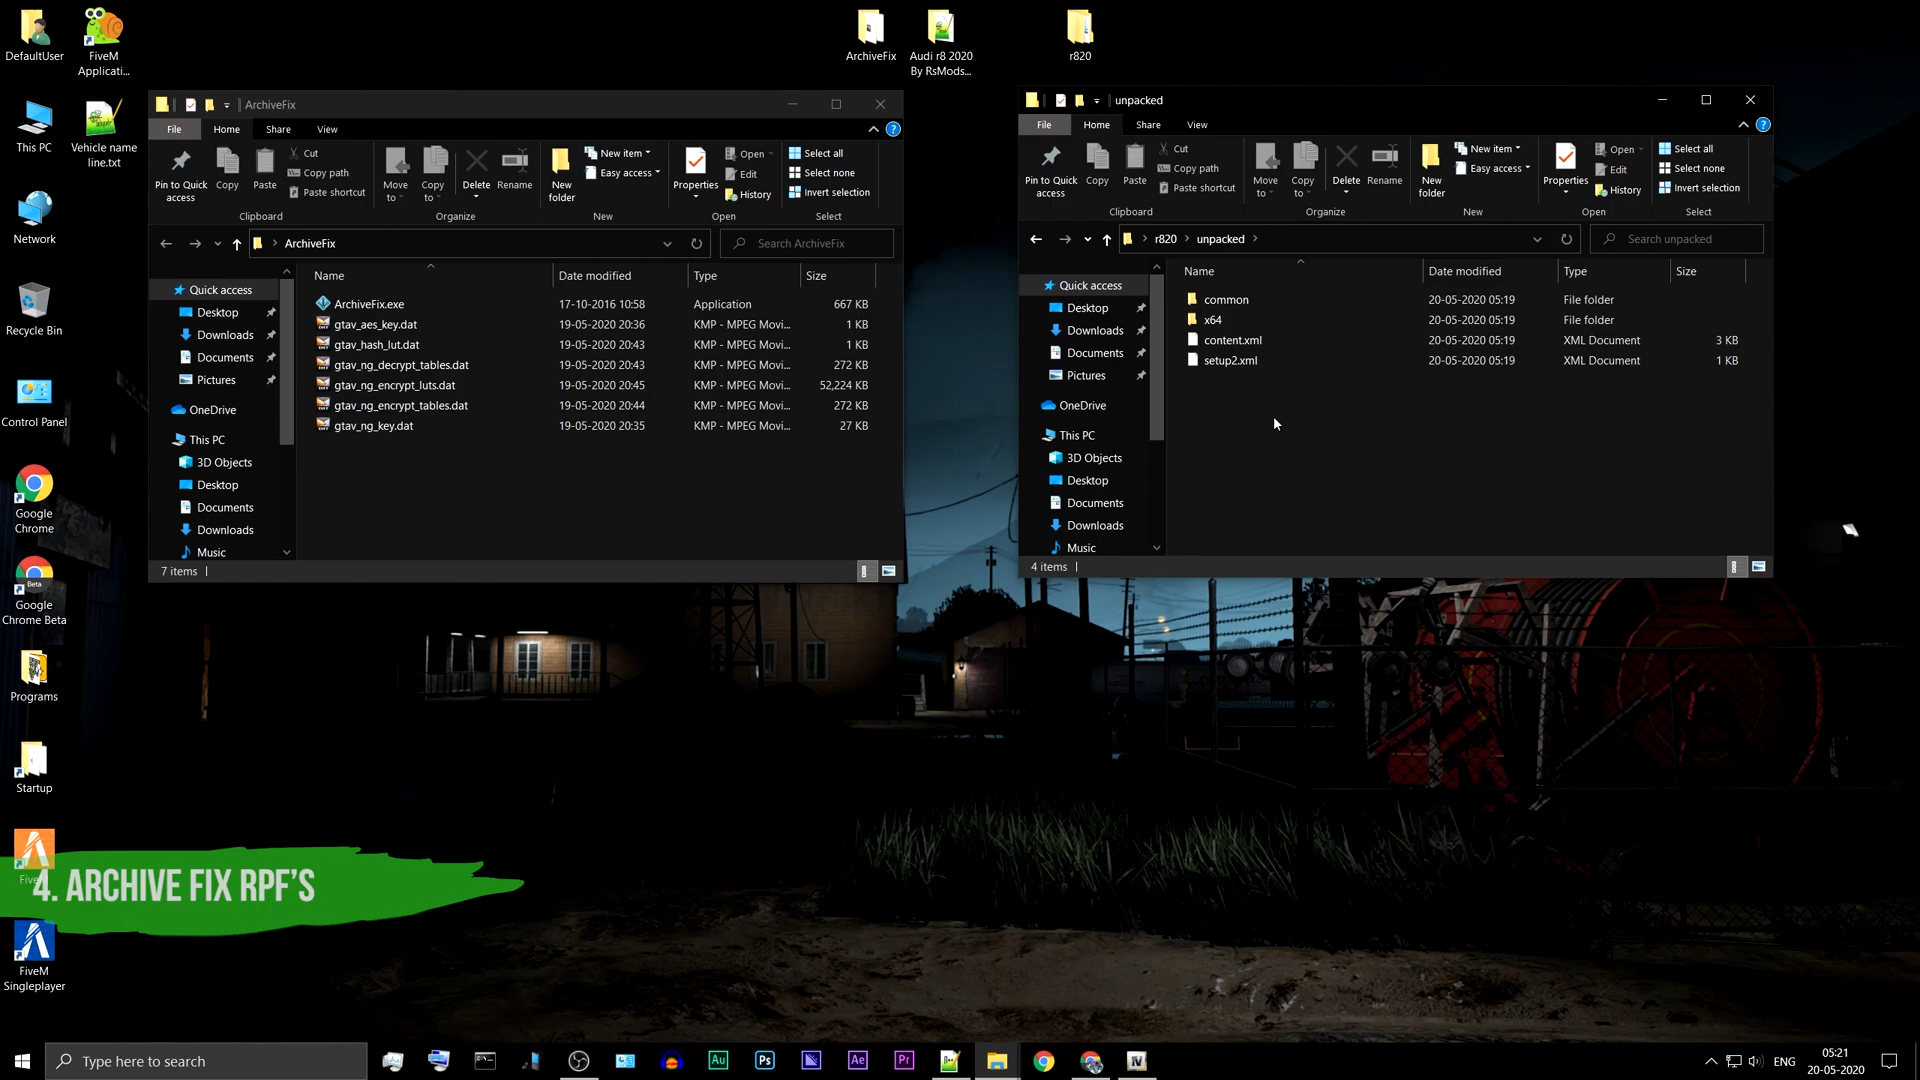 DefaultUser
FiveM
Applicati...
ArchiveFix
Audi r8 2020
By RsMods...
r820
This PC
Vehicle name
line.txt
Network
Recycle Bin
Control Panel
Google
Chrome
Beta
Google
Chrome Beta
Programs
Startup
FiveM
4. ARCHIVE FIX RPF'S
FiveM
Singleplayer
ArchiveFix
File Home Share View
Pin to Quick
access
Copy
Paste
Cut
Copy path
Paste shortcut
Clipboard
Move
to
Copy
to
Delete
Rename
Organize
New
folder
New item
Easy access
New
Properties
Open
Edit
History
Open
Select all
Select none
Invert selection
Select
ArchiveFix
Search ArchiveFix
Quick access
Desktop
Downloads
Documents
Pictures
OneDrive
This PC
3D Objects
Desktop
Documents
Downloads
Music
Name Date modified Type Size
ArchiveFix.exe 17-10-2016 10:58 Application 667 KB
gtav_aes_key.dat 19-05-2020 20:36 KMP - MPEG Movi... 1 KB
gtav_hash_lut.dat 19-05-2020 20:43 KMP - MPEG Movi... 1 KB
gtav_ng_decrypt_tables.dat 19-05-2020 20:43 KMP - MPEG Movi... 272 KB
gtav_ng_encrypt_luts.dat 19-05-2020 20:45 KMP - MPEG Movi... 52,224 KB
gtav_ng_encrypt_tables.dat 19-05-2020 20:44 KMP - MPEG Movi... 272 KB
gtav_ng_key.dat 19-05-2020 20:35 KMP - MPEG Movi... 27 KB
7 items
unpacked
File Home Share View
Pin to Quick
access
Copy
Paste
Cut
Copy path
Paste shortcut
Clipboard
Move
to
Copy
to
Delete
Rename
Organize
New
folder
New item
Easy access
New
Properties
Open
Edit
History
Open
Select all
Select none
Invert selection
Select
r820 unpacked
Search unpacked
Quick access
Desktop
Downloads
Documents
Pictures
OneDrive
This PC
3D Objects
Desktop
Documents
Downloads
Music
Name Date modified Type Size
common 20-05-2020 05:19 File folder
x64 20-05-2020 05:19 File folder
content.xml 20-05-2020 05:19 XML Document 3 KB
setup2.xml 20-05-2020 05:19 XML Document 1 KB
4 items
Type here to search
Au
Ps
Ae
Pr
ENG
05:21
20-05-2020